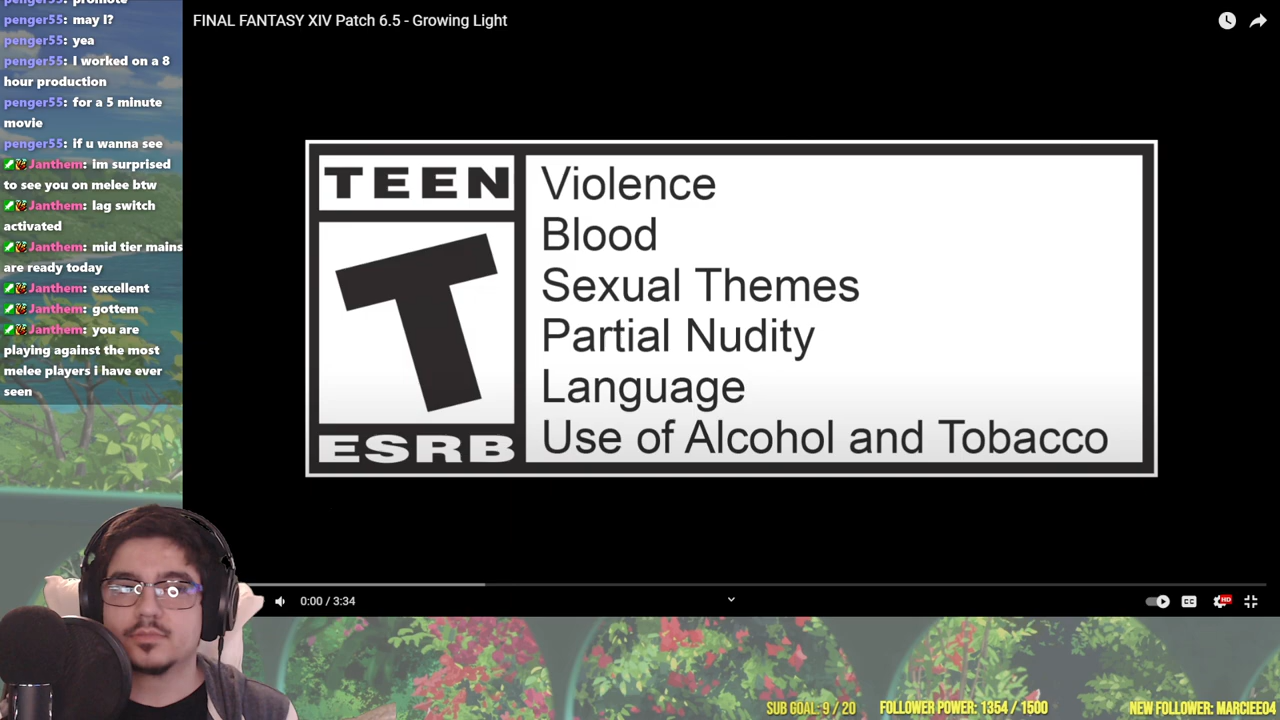 promote
penger55: may I?
penger55: yea
penger55: I worked on a 8
hour production
penger55: for a 5 minute
movie
penger55: If u wanna see
Janthem: im surprised
to see you on melee btw
Janthem: lag switch
activated
Janthem: mid tier mains
are ready today
Janthem: excellent
Janthem: gottem
Janthem: you are
playing against the most
melee players i have ever
seen
FINAL FANTASY XIV Patch 6.5 - Growing Light
TEEN
T
ESRB
Violence
Blood
Sexual Themes
Partial Nudity
Language
Use of Alcohol and Tobacco
0:00 / 3:34
CC
HD
SUB GOAL: 9 / 20
FOLLOWER POWER: 1354 / 1500
NEW FOLLOWER: MARCIEE04